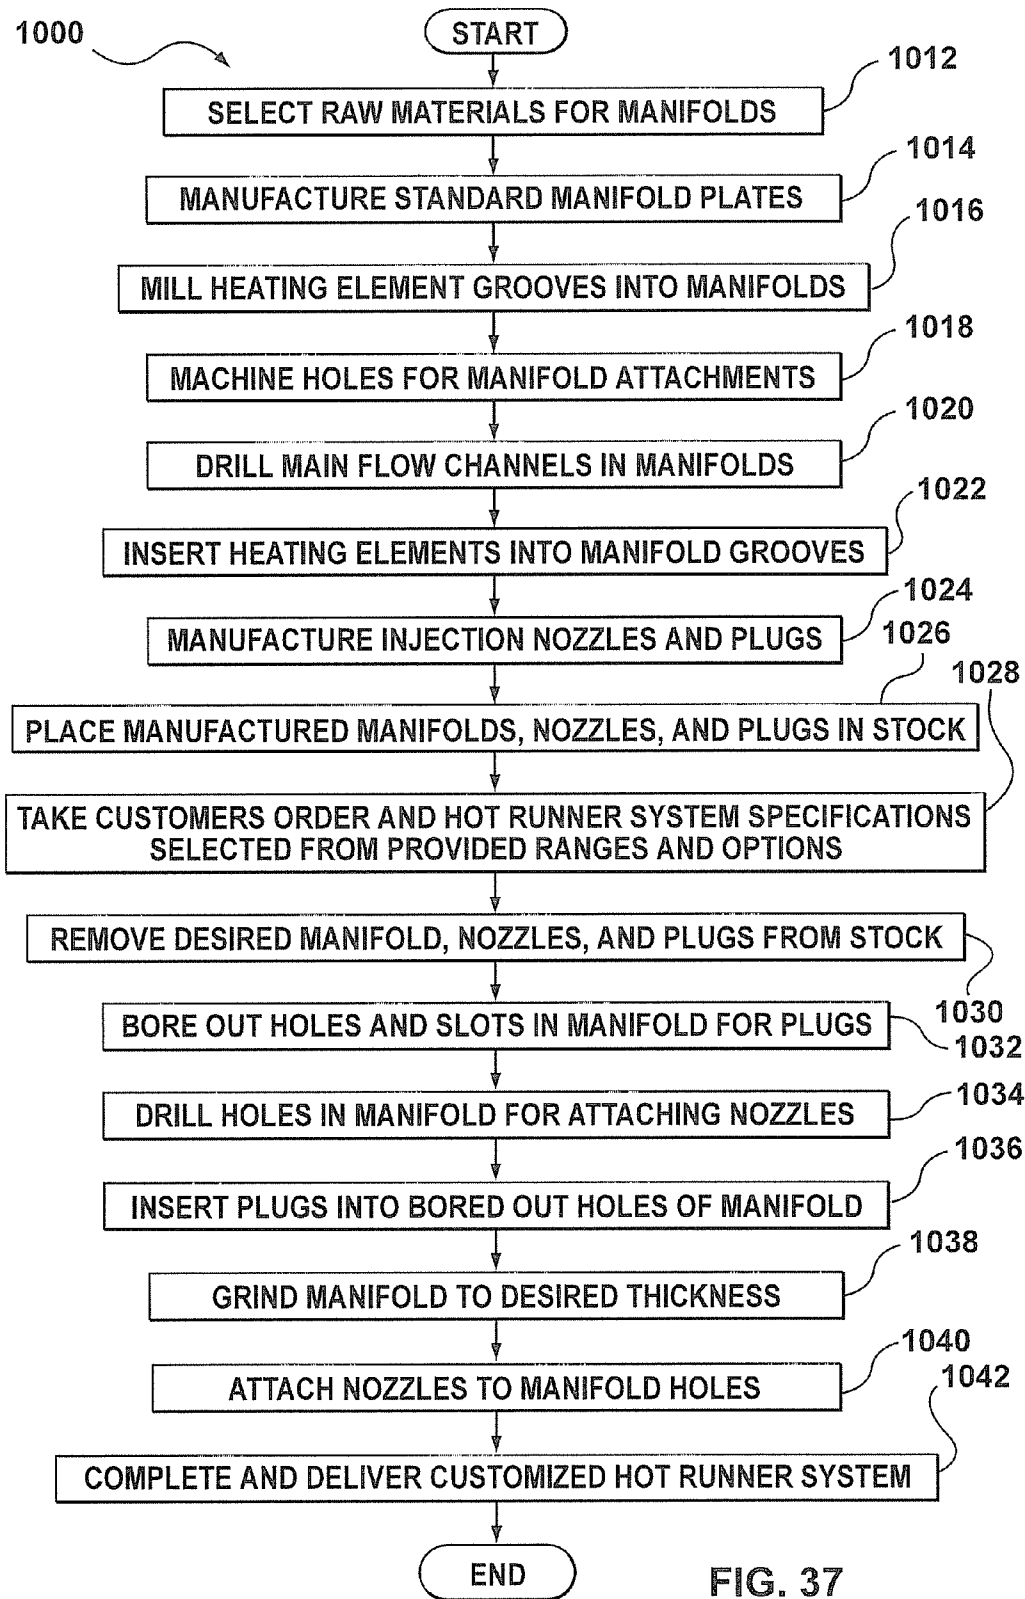 1000
START
1012
SELECT RAW MATERIALS FOR MANIFOLDS
1014
MANUFACTURE STANDARD MANIFOLD PLATES
1016
MILL HEATING ELEMENT GROOVES INTO MANIFOLDS
1018
MACHINE HOLES FOR MANIFOLD ATTACHMENTS
1020
DRILL MAIN FLOW CHANNELS IN MANIFOLDS
1022
INSERT HEATING ELEMENTS INTO MANIFOLD GROOVES
1024
MANUFACTURE INJECTION NOZZLES AND PLUGS
1026
PLACE MANUFACTURED MANIFOLDS, NOZZLES, AND PLUGS IN STOCK
1028
TAKE CUSTOMERS ORDER AND HOT RUNNER SYSTEM SPECIFICATIONS
SELECTED FROM PROVIDED RANGES AND OPTIONS
REMOVE DESIRED MANIFOLD, NOZZLES, AND PLUGS FROM STOCK
1030
BORE OUT HOLES AND SLOTS IN MANIFOLD FOR PLUGS
1032
DRILL HOLES IN MANIFOLD FOR ATTACHING NOZZLES
1034
INSERT PLUGS INTO BORED OUT HOLES OF MANIFOLD
1036
GRIND MANIFOLD TO DESIRED THICKNESS
1038
ATTACH NOZZLES TO MANIFOLD HOLES
1040
COMPLETE AND DELIVER CUSTOMIZED HOT RUNNER SYSTEM
1042
END
FIG. 37